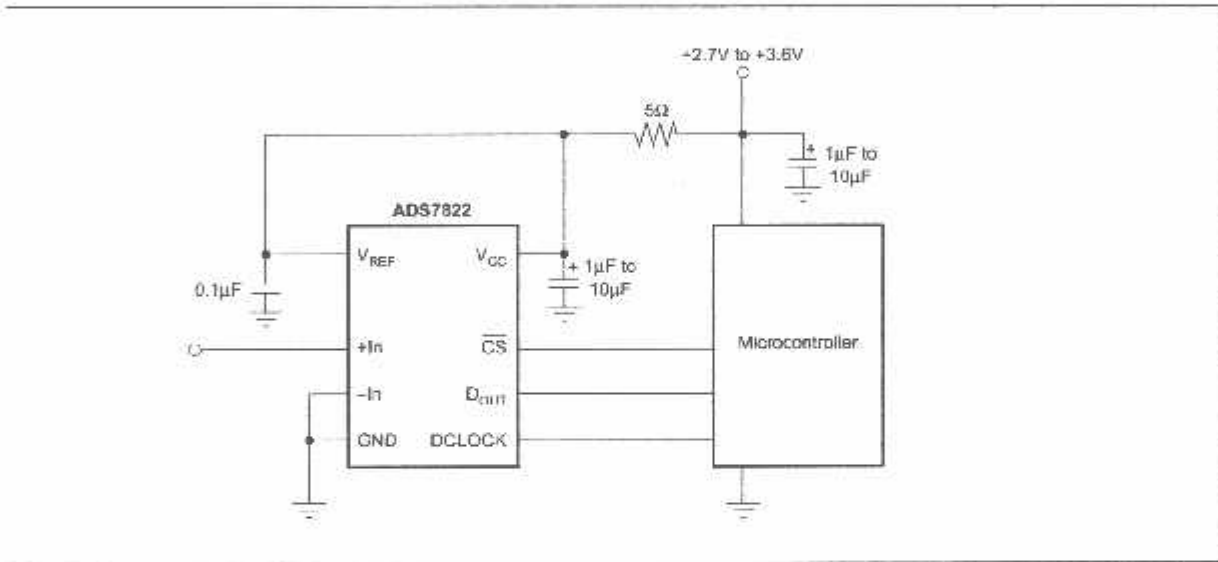 +2.7V to +3.6V
5Ω
+ 1µF to
10µF
ADS7822
VREF
VCC
+ 1µF to
10µF
0.1µF
+In
CS
Microcontroller
–In
DOUT
GND
DCLOCK